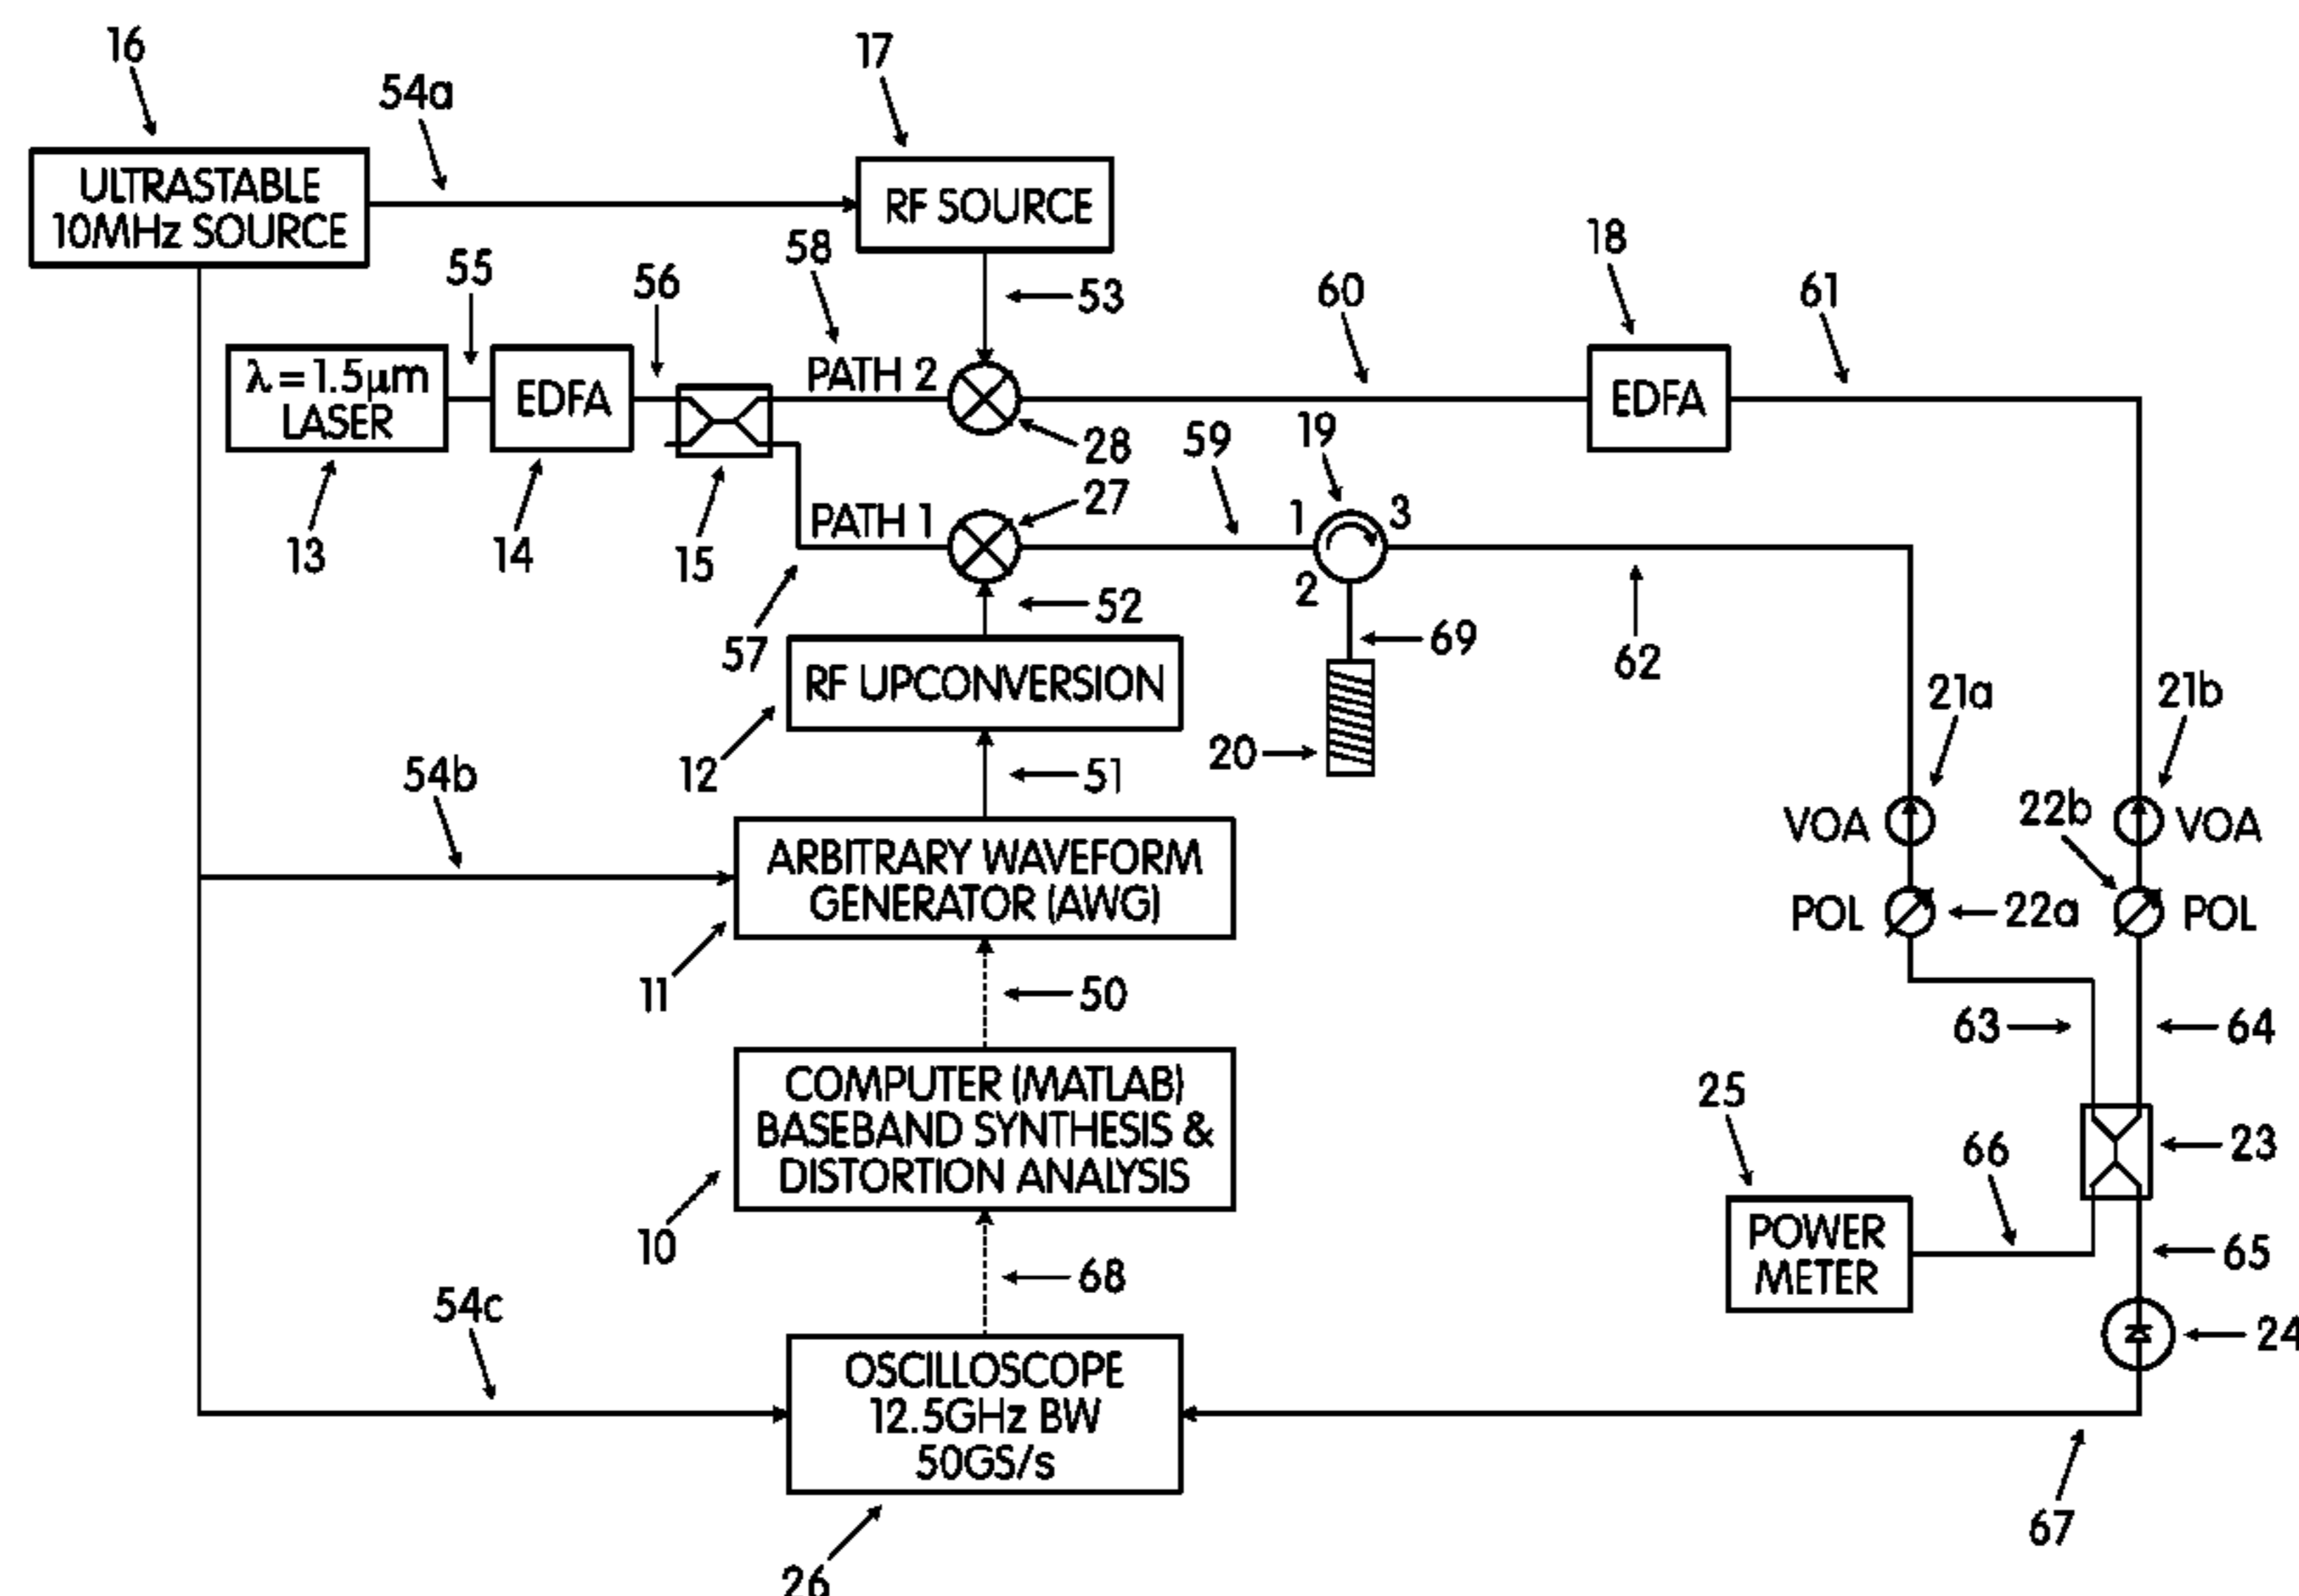 16
17
54a
ULTRASTABLE
10MHz SOURCE
RF SOURCE
58
18
55
56
53
60
61
λ = 1.5µm
LASER
EDFA
PATH 2
EDFA
28
59
19
27
13
14
15
PATH 1
1
3
2
57
52
69
62
RF UPCONVERSION
21a
21b
12
20
54b
51
22b
VOA
VOA
ARBITRARY WAVEFORM
GENERATOR (AWG)
POL
22a
POL
11
50
63
64
COMPUTER (MATLAB)
BASEBAND SYNTHESIS &
DISTORTION ANALYSIS
25
23
66
10
POWER
METER
65
68
54c
24
OSCILLOSCOPE
12.5GHz BW
50GS/s
67
26